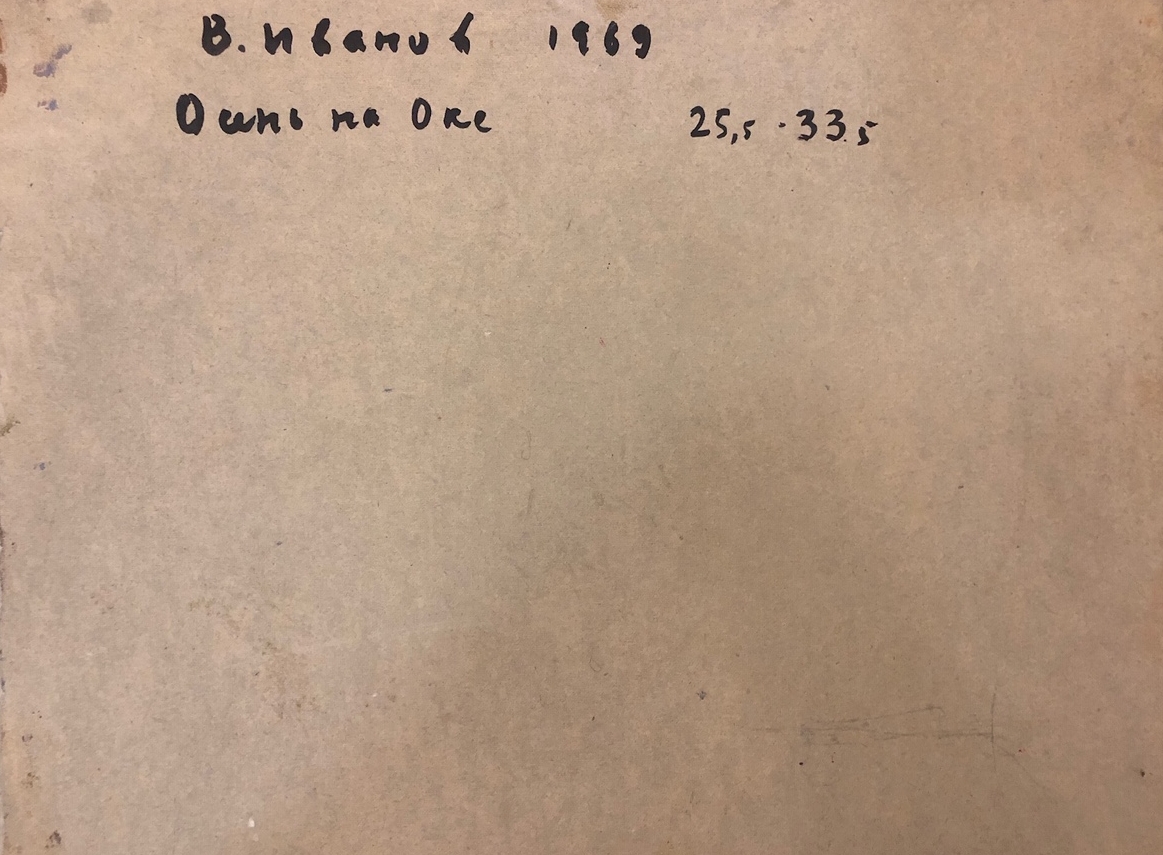 В. Иванов 1969
Осень на Оке 25,5 · 33,5